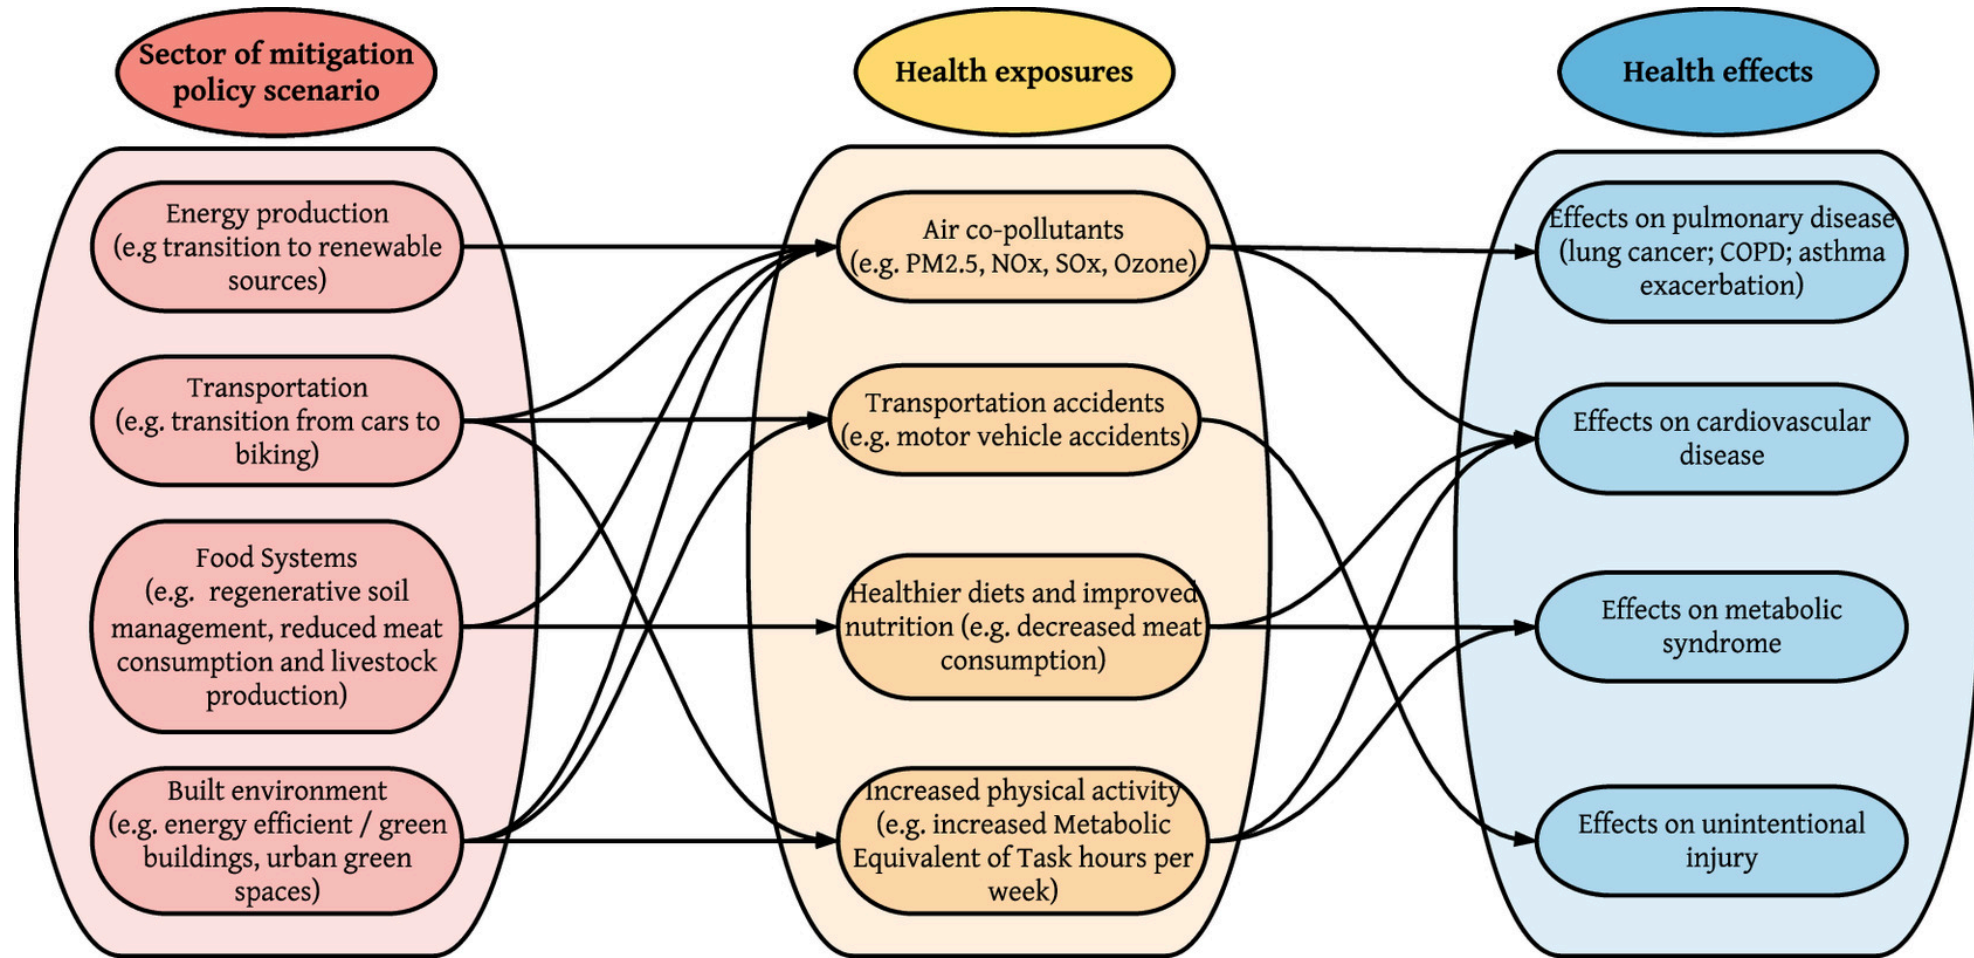 Sector of mitigation
policy scenario
Health exposures
Health effects
Energy production
(e.g transition to renewable
sources)
Transportation
(e.g. transition from cars to
biking)
Food Systems
(e.g.  regenerative soil
management, reduced meat
consumption and livestock
production)
Built environment
(e.g. energy efficient / green
buildings, urban green
spaces)
Air co-pollutants
(e.g. PM2.5, NOx, SOx, Ozone)
Transportation accidents
(e.g. motor vehicle accidents)
Healthier diets and improved
nutrition (e.g. decreased meat
consumption)
Increased physical activity
(e.g. increased Metabolic
Equivalent of Task hours per
week)
Effects on pulmonary disease
(lung cancer; COPD; asthma
exacerbation)
Effects on cardiovascular
disease
Effects on metabolic
syndrome
Effects on unintentional
injury